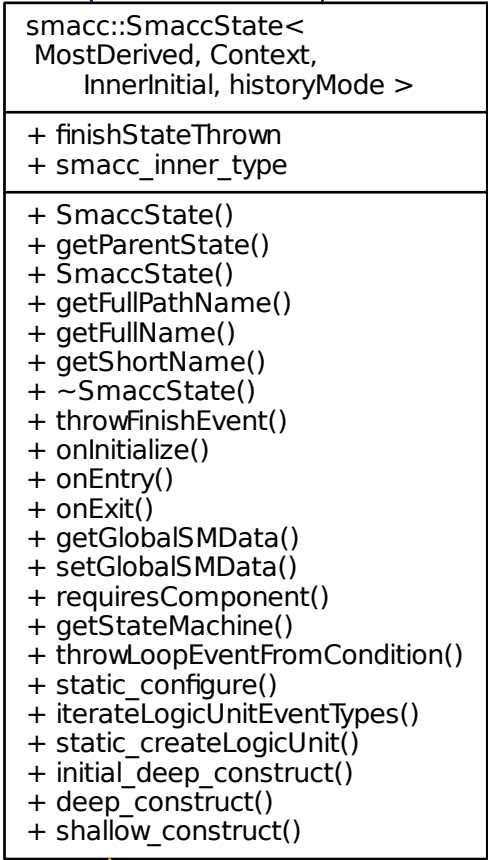 smacc::SmaccState<
MostDerived, Context,
InnerInitial, historyMode >
+ finishStateThrown
+ smacc_inner_type
+ SmaccState()
+ getParentState()
+ SmaccState()
+ getFullPathName()
+ getFullName()
+ getShortName()
+ ~SmaccState()
+ throwFinishEvent()
+ onInitialize()
+ onEntry()
+ onExit()
+ getGlobalSMData()
+ setGlobalSMData()
+ requiresComponent()
+ getStateMachine()
+ throwLoopEventFromCondition()
+ static_configure()
+ iterateLogicUnitEventTypes()
+ static_createLogicUnit()
+ initial_deep_construct()
+ deep_construct()
+ shallow_construct()